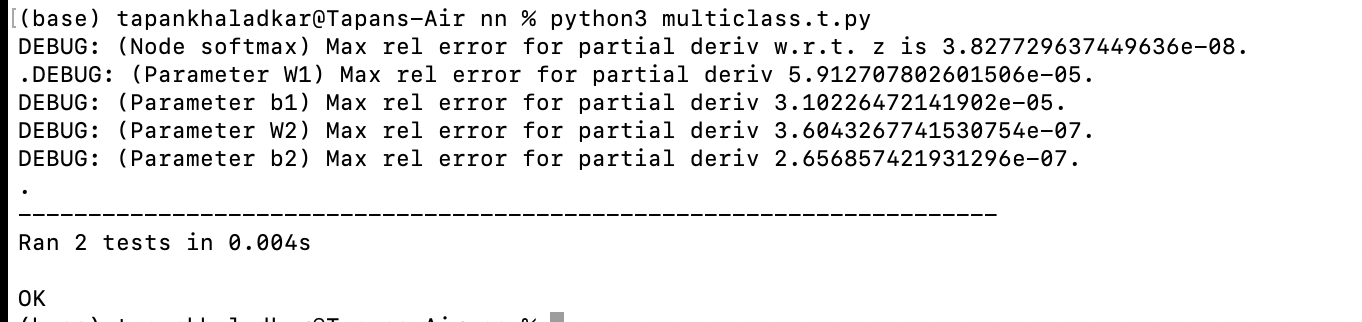 [(base) tapankhaladkar@Tapans-Air nn % python3 multiclass.t.py
DEBUG: (Node softmax) Max rel error for partial deriv w.r.t. z is 3.827729637449636e-08.
.DEBUG: (Parameter W1) Max rel error for partial deriv 5.912707802601506e-05.
DEBUG: (Parameter b1) Max rel error for partial deriv 3.10226472141902e-05.
DEBUG: (Parameter W2) Max rel error for partial deriv 3.6043267741530754e-07.
DEBUG: (Parameter b2) Max rel error for partial deriv 2.656857421931296e-07.
.
----------------------------------------------------------------------
Ran 2 tests in 0.004s
OK